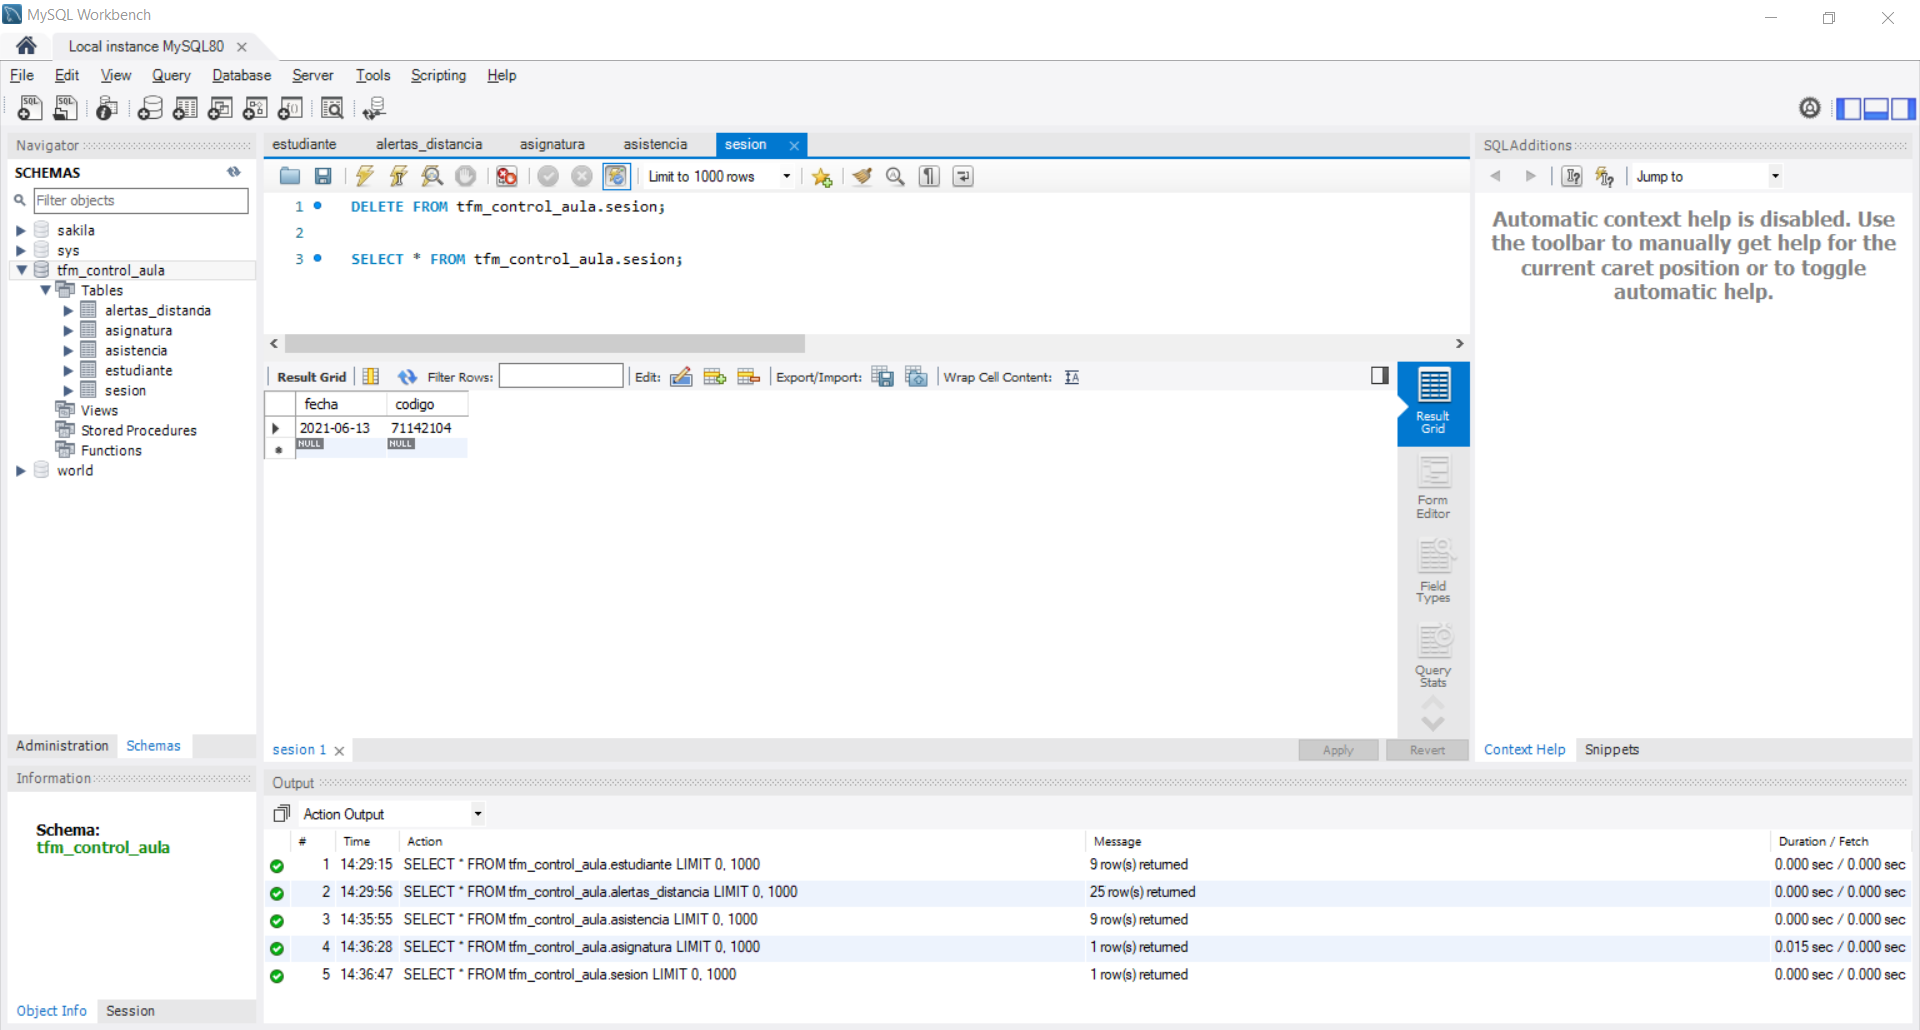 MySQL Workbench
Local instance MySQL80
File Edit View Query Database Server Tools Scripting Help
Navigator
SCHEMAS
Filter objects
sakila
sys
tfm_control_aula
Tables
alertas_distancia
asignatura
asistencia
estudiante
sesion
Views
Stored Procedures
Functions
world
Administration Schemas
Information
Schema:
tfm_control_aula
Object Info Session
estudiante alertas_distancia asignatura asistencia sesion
Limit to 1000 rows
1 DELETE FROM tfm_control_aula.sesion;
2
3 SELECT * FROM tfm_control_aula.sesion;
Result Grid Filter Rows: Edit: Export/Import: Wrap Cell Content:
fecha codigo
2021-06-13 71142104
NULL NULL
Result Grid
Form Editor
Field Types
Query Stats
sesion 1
Apply Revert
SQLAdditions
Jump to
Automatic context help is disabled. Use
the toolbar to manually get help for the
current caret position or to toggle
automatic help.
Context Help Snippets
Output
Action Output
# Time Action Message Duration / Fetch
1 14:29:15 SELECT * FROM tfm_control_aula.estudiante LIMIT 0, 1000 9 row(s) returned 0.000 sec / 0.000 sec
2 14:29:56 SELECT * FROM tfm_control_aula.alertas_distancia LIMIT 0, 1000 25 row(s) returned 0.000 sec / 0.000 sec
3 14:35:55 SELECT * FROM tfm_control_aula.asistencia LIMIT 0, 1000 9 row(s) returned 0.000 sec / 0.000 sec
4 14:36:28 SELECT * FROM tfm_control_aula.asignatura LIMIT 0, 1000 1 row(s) returned 0.015 sec / 0.000 sec
5 14:36:47 SELECT * FROM tfm_control_aula.sesion LIMIT 0, 1000 1 row(s) returned 0.000 sec / 0.000 sec